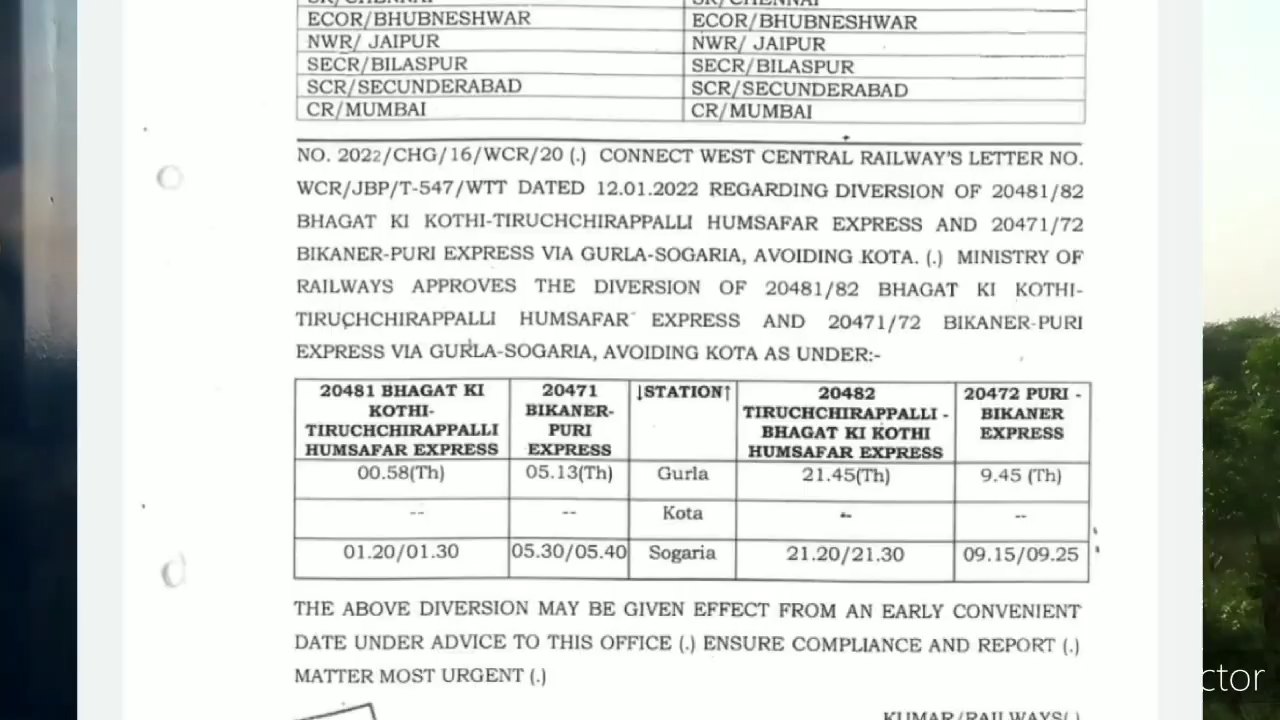 SR/CHENNAI SR/CHENNAI
ECOR/BHUBNESHWAR ECOR/BHUBNESHWAR
NWR/ JAIPUR NWR/ JAIPUR
SECR/BILASPUR SECR/BILASPUR
SCR/SECUNDERABAD SCR/SECUNDERABAD
CR/MUMBAI CR/MUMBAI
NO. 2022/CHG/16/WCR/20 (.) CONNECT WEST CENTRAL RAILWAY'S LETTER NO.
WCR/JBP/T-547/WTT DATED 12.01.2022 REGARDING DIVERSION OF 20481/82
BHAGAT KI KOTHI-TIRUCHCHIRAPPALLI HUMSAFAR EXPRESS AND 20471/72
BIKANER-PURI EXPRESS VIA GURLA-SOGARIA, AVOIDING KOTA. (.) MINISTRY OF
RAILWAYS APPROVES THE DIVERSION OF 20481/82 BHAGAT KI KOTHI-
TIRUCHCHIRAPPALLI HUMSAFAR EXPRESS AND 20471/72 BIKANER-PURI
EXPRESS VIA GURLA-SOGARIA, AVOIDING KOTA AS UNDER:-
20481 BHAGAT KI 20471 ↓STATION↑ 20482 20472 PURI -
KOTHI- BIKANER- TIRUCHCHIRAPPALLI - BIKANER
TIRUCHCHIRAPPALLI PURI BHAGAT KI KOTHI EXPRESS
HUMSAFAR EXPRESS EXPRESS HUMSAFAR EXPRESS
00.58(Th) 05.13(Th) Gurla 21.45(Th) 9.45 (Th)
-- -- Kota -- --
01.20/01.30 05.30/05.40 Sogaria 21.20/21.30 09.15/09.25
THE ABOVE DIVERSION MAY BE GIVEN EFFECT FROM AN EARLY CONVENIENT
DATE UNDER ADVICE TO THIS OFFICE (.) ENSURE COMPLIANCE AND REPORT (.)
MATTER MOST URGENT (.)
KUMAR/RAILWAYS(.)
ctor